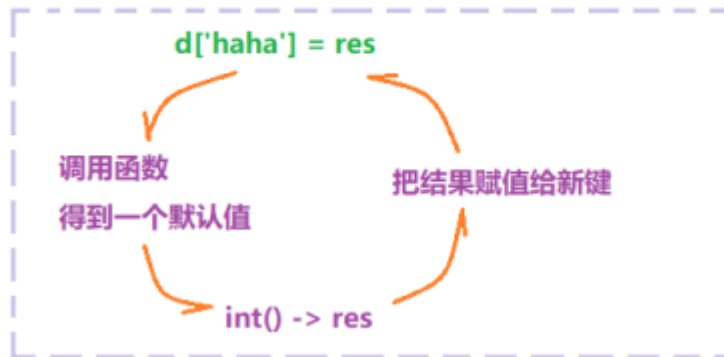 d['haha'] = res
调用函数
得到一个默认值
把结果赋值给新键
int() -> res